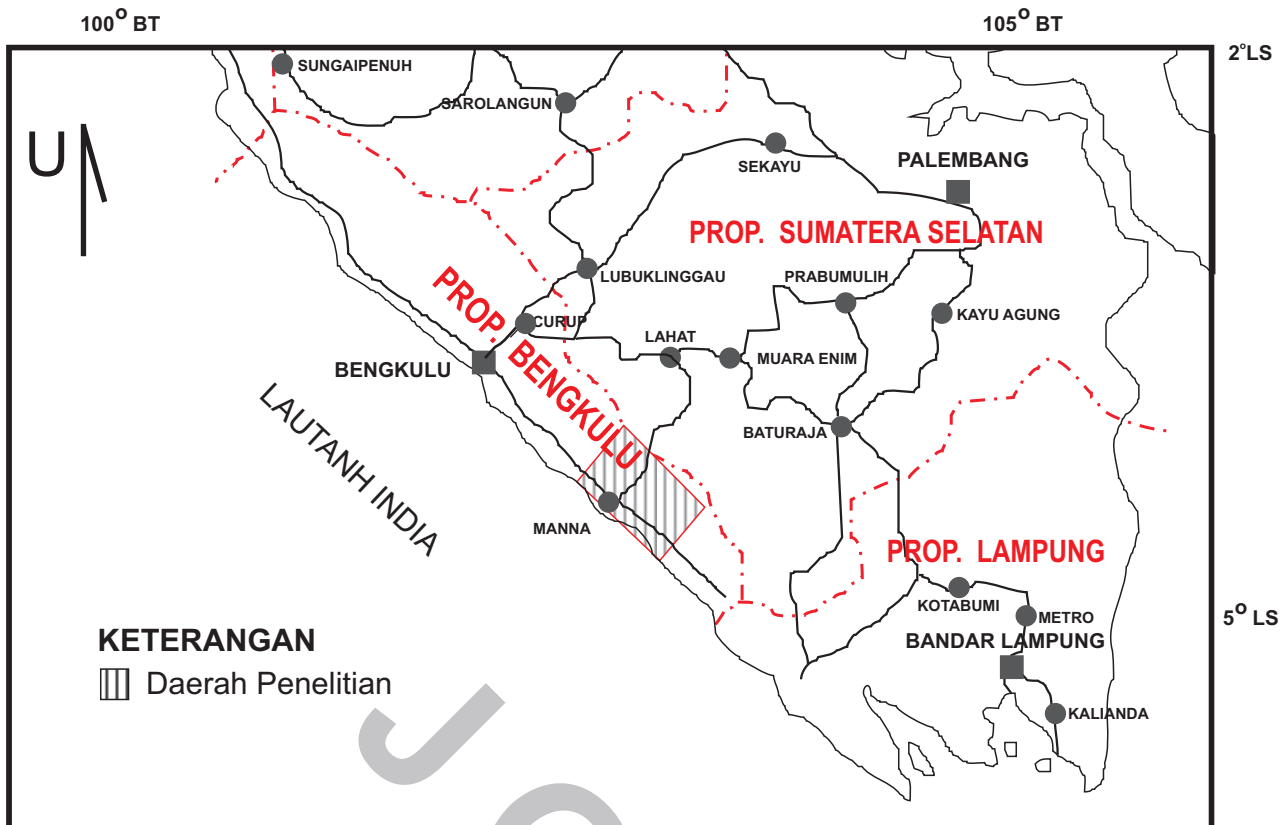 100° BT
105° BT
2°LS
SUNGAIPENUH
SAROLANGUN
U
SEKAYU
PALEMBANG
PROP. SUMATERA SELATAN
LUBUKLINGGAU
PRABUMULIH
PROP. BENGKULU
KAYU AGUNG
CURUP
LAHAT
MUARA ENIM
BENGKULU
LAUTANH INDIA
BATURAJA
MANNA
PROP. LAMPUNG
KOTABUMI
METRO
5° LS
BANDAR LAMPUNG
KALIANDA
KETERANGAN
Daerah Penelitian
J